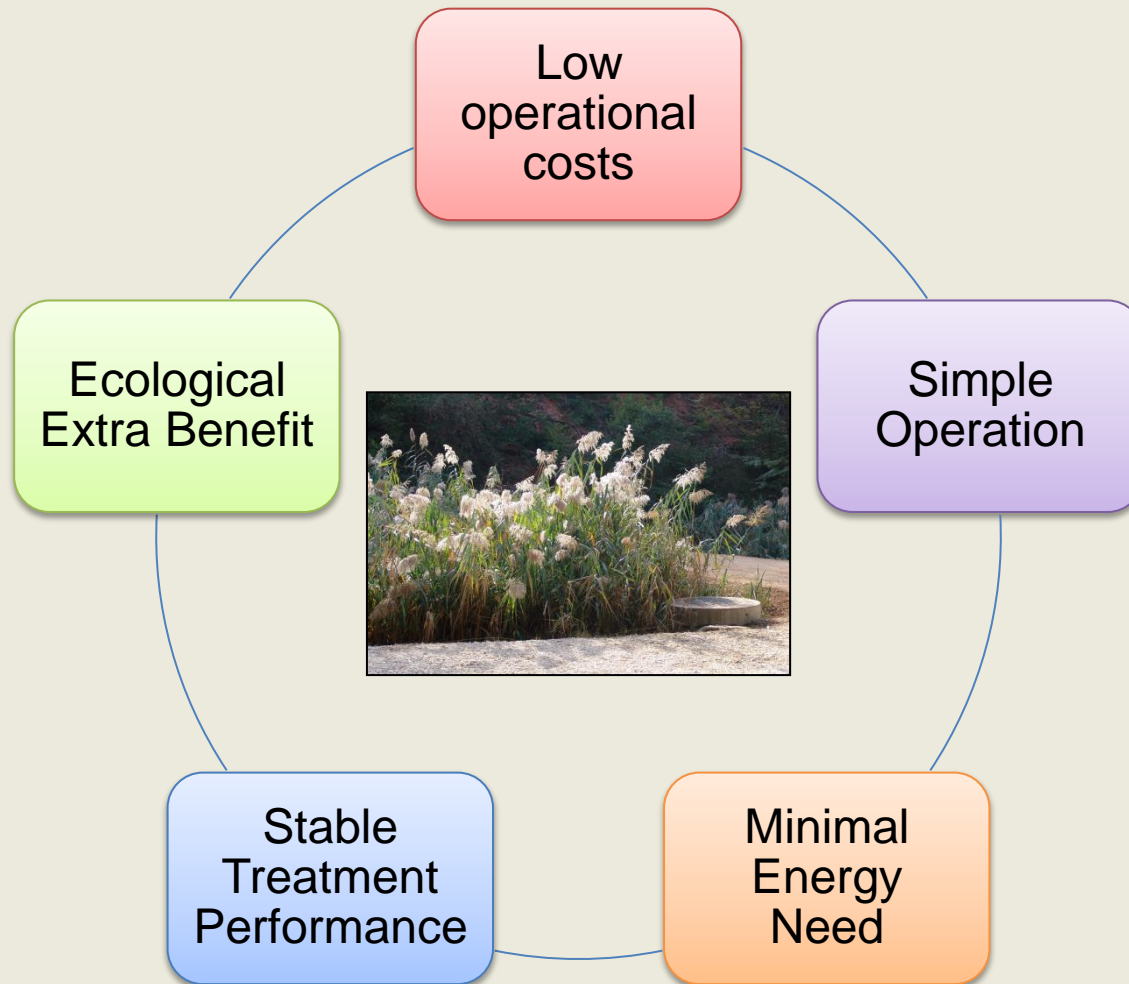 Low
operational
costs
Simple
Operation
Minimal
Energy
Need
Stable
Treatment
Performance
Ecological
Extra Benefit